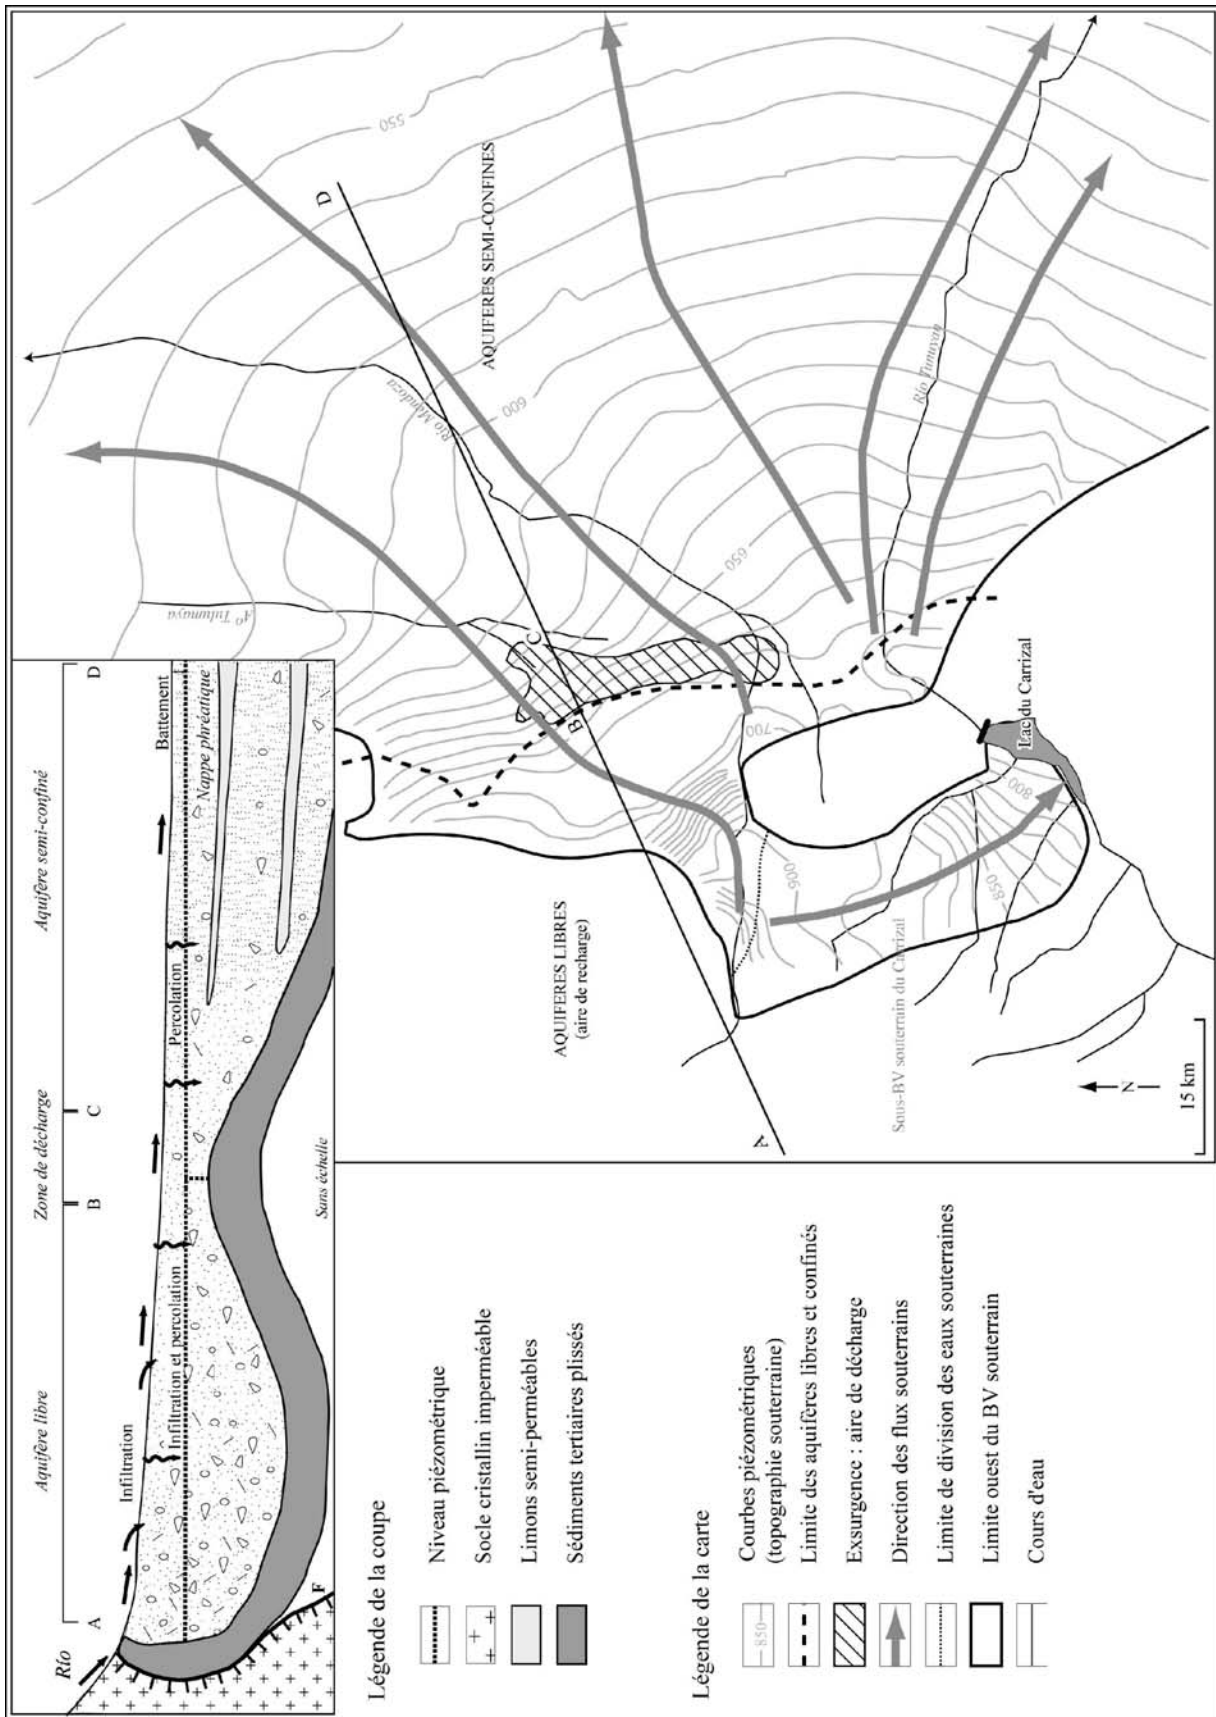 Aquifère libre
Zone de décharge
Aquifère semi-confiné
A
B
C
D
Río
Infiltration
Infiltration et percolation
Percolation
Battement
Nappe phréatique
F
Sans échelle
Légende de la coupe
Niveau piézométrique
Socle cristallin imperméable
Limons semi-perméables
Sédiments tertiaires plissés
Légende de la carte
850
Courbes piézométriques
(topographie souterraine)
Limite des aquifères libres et confinés
Exsurgence : aire de décharge
Direction des flux souterrains
Limite de division des eaux souterraines
Limite ouest du BV souterrain
Cours d'eau
A°Tulumaya
Río Mendoza
AQUIFERES SEMI-CONFINES
550
600
650
700
800
850
900
A
B
C
D
AQUIFERES LIBRES
(aire de recharge)
Sous-BV souterrain du Carrizal
Lac du Carrizal
Río Tunuyan
N
15 km